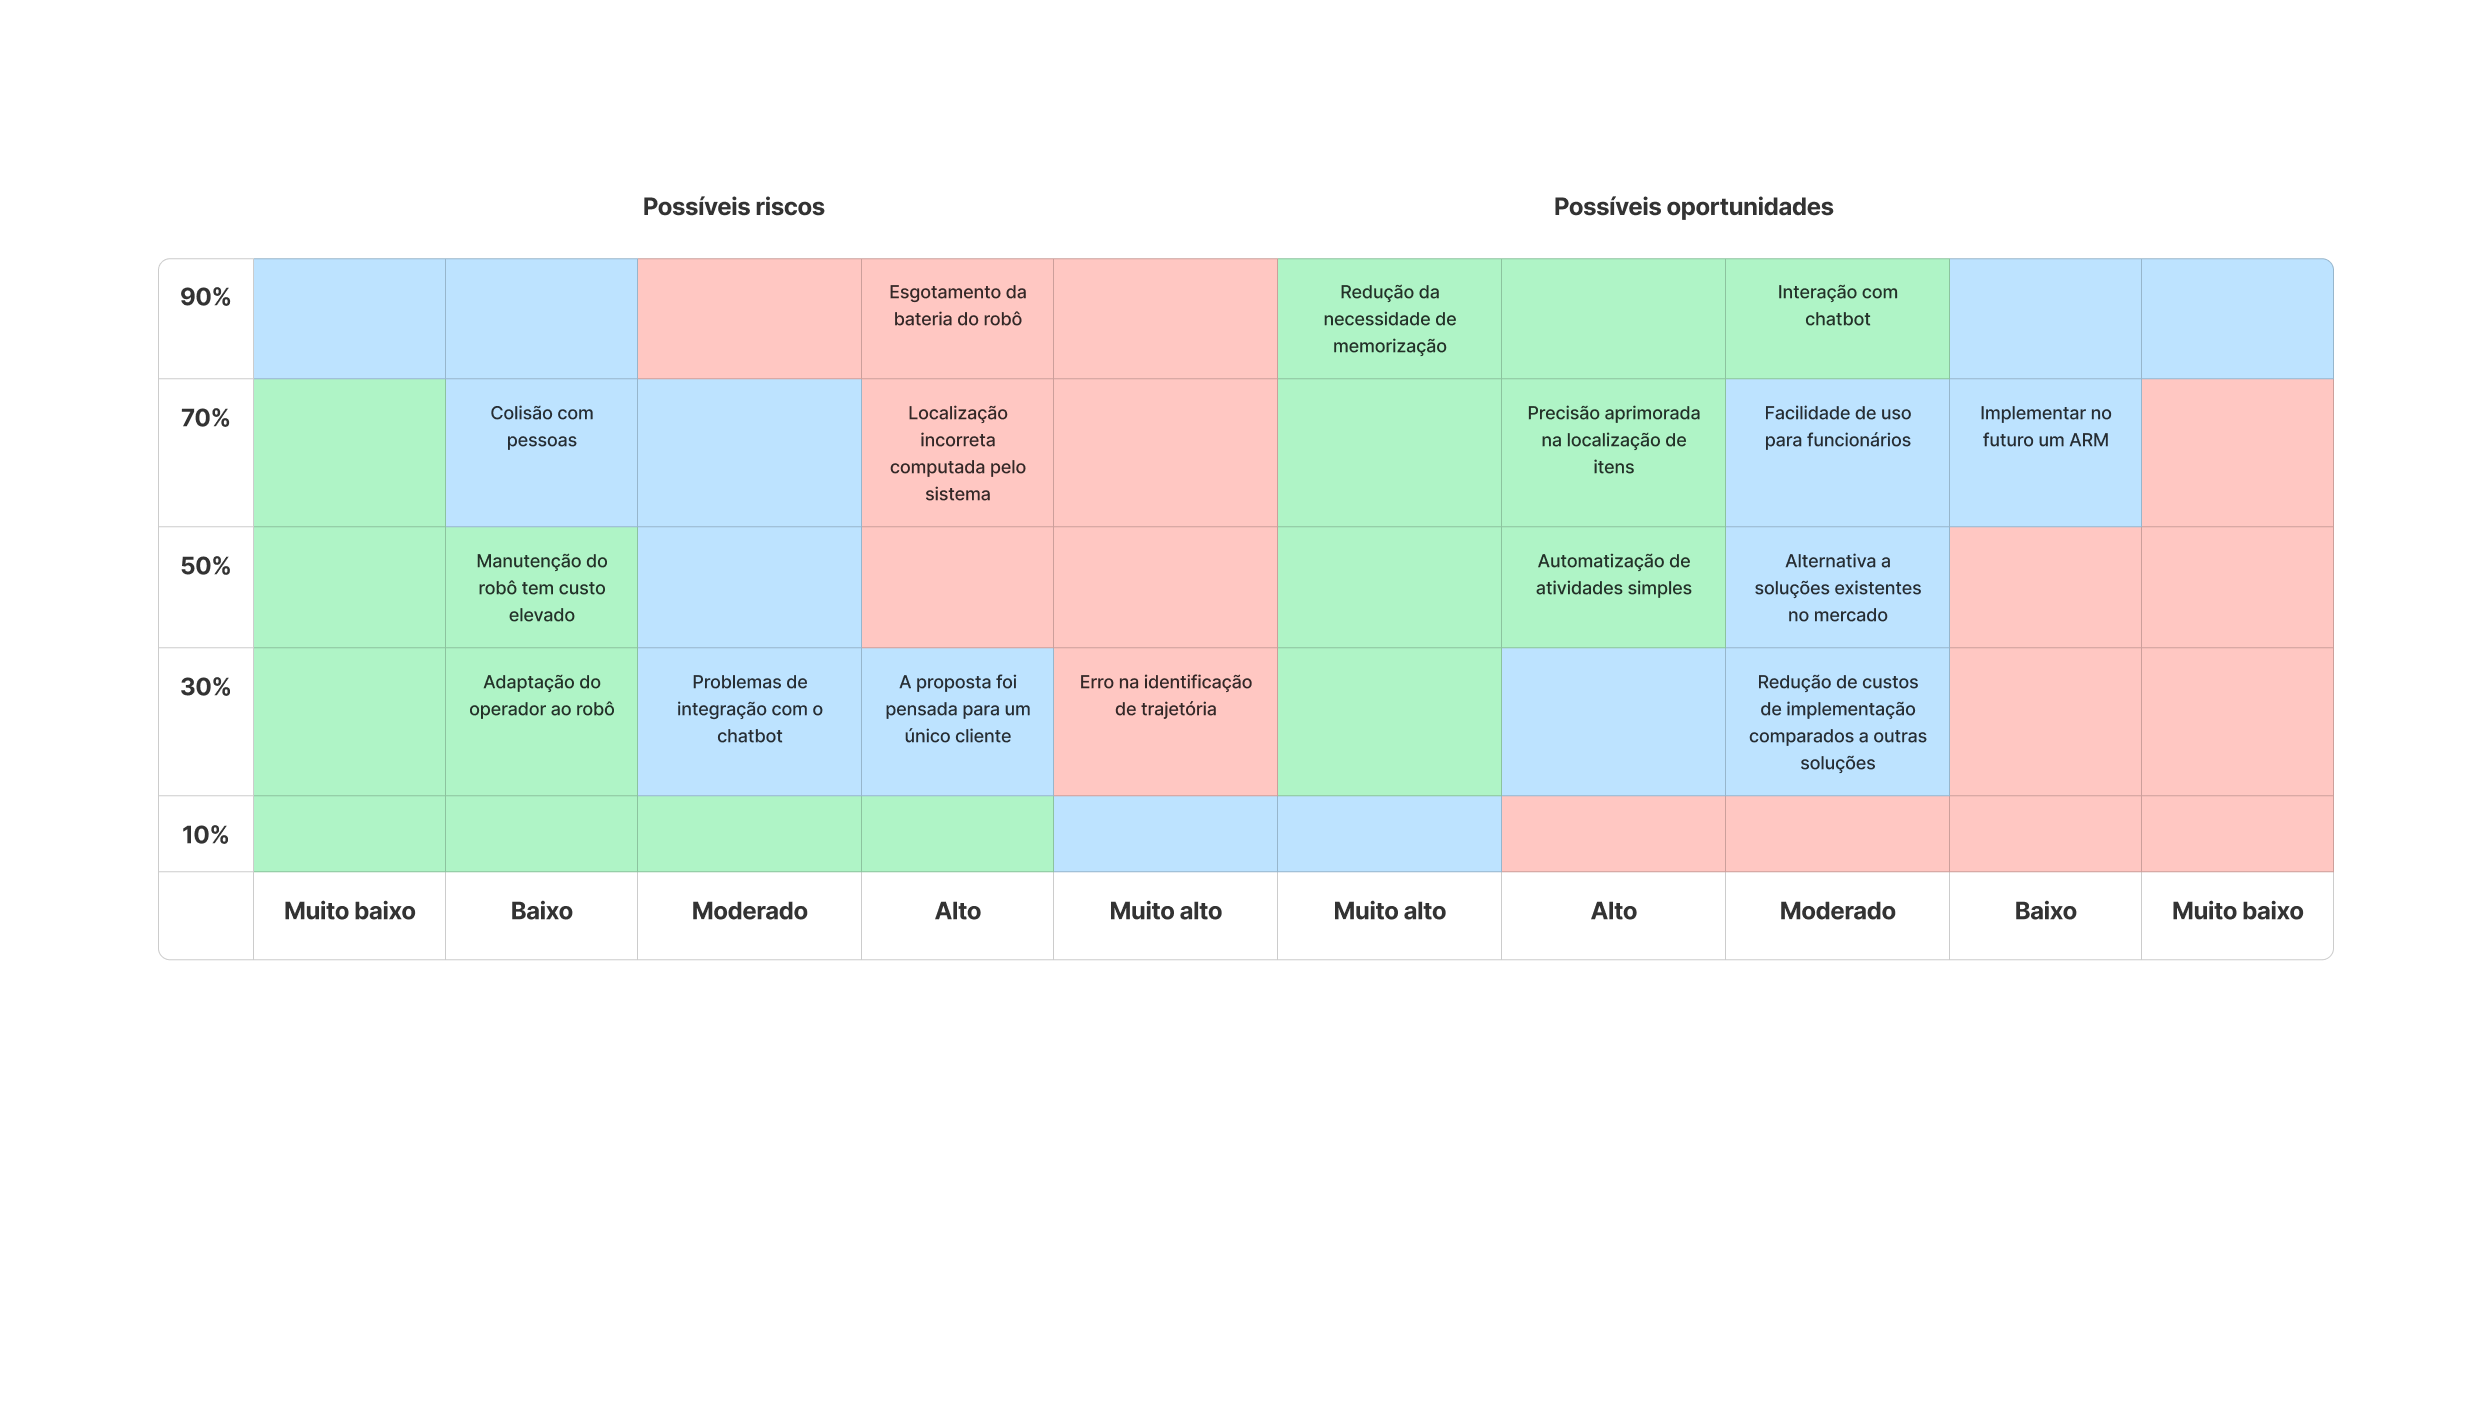 Possíveis riscos
Possíveis oportunidades
90%
Esgotamento da
bateria do robô
Redução da
necessidade de
memorização
Interação com
chatbot
70%
Colisão com
pessoas
Localização
incorreta
computada pelo
sistema
Precisão aprimorada
na localização de
itens
Facilidade de uso
para funcionários
Implementar no
futuro um ARM
50%
Manutenção do
robô tem custo
elevado
Automatização de
atividades simples
Alternativa a
soluções existentes
no mercado
30%
Adaptação do
operador ao robô
Problemas de
integração com o
chatbot
A proposta foi
pensada para um
único cliente
Erro na identificação
de trajetória
Redução de custos
de implementação
comparados a outras
soluções
10%
Muito baixo
Baixo
Moderado
Alto
Muito alto
Muito alto
Alto
Moderado
Baixo
Muito baixo